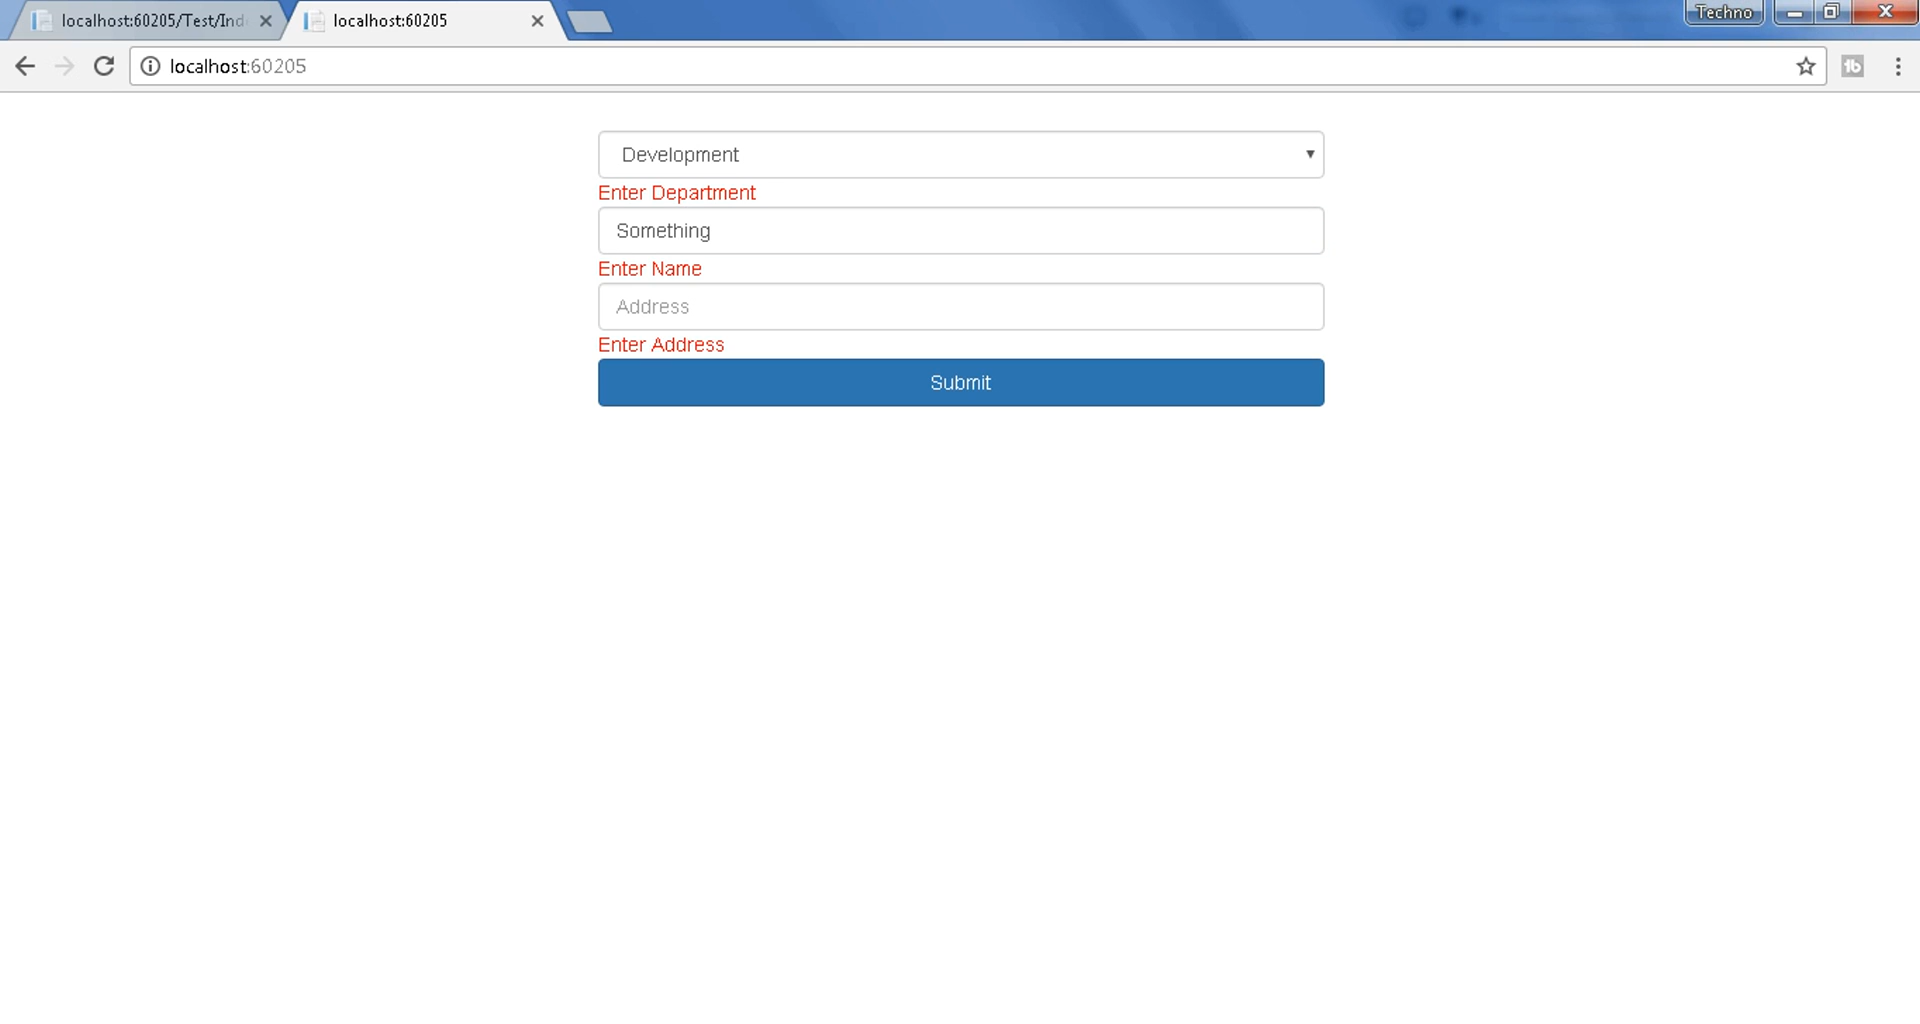 localhost:60205/Test/Ind
localhost:60205
Techno
localhost:60205
Development
Enter Department
Something
Enter Name
Address
Enter Address
Submit